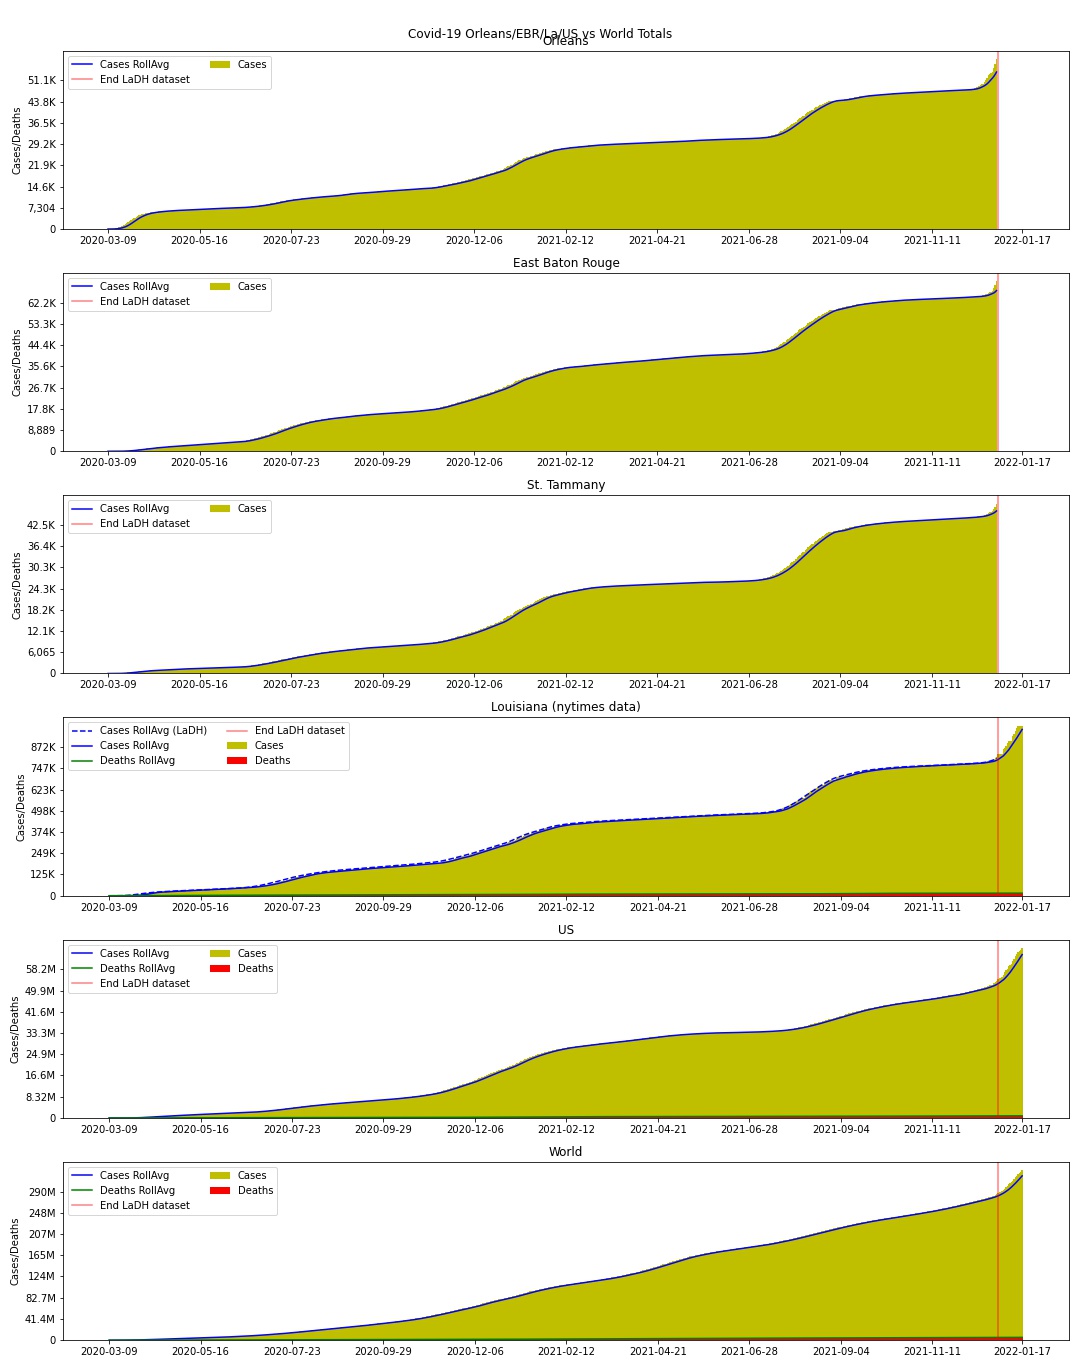 Covid-19 Orleans/EBR/La/US vs World Totals
Orleans
Cases RollAvg
End LaDH dataset
Cases
Cases/Deaths
51.1K
43.8K
36.5K
29.2K
21.9K
14.6K
7,304
0
2020-03-09 2020-05-16 2020-07-23 2020-09-29 2020-12-06 2021-02-12 2021-04-21 2021-06-28 2021-09-04 2021-11-11 2022-01-17
East Baton Rouge
Cases RollAvg
End LaDH dataset
Cases
Cases/Deaths
62.2K
53.3K
44.4K
35.6K
26.7K
17.8K
8,889
0
2020-03-09 2020-05-16 2020-07-23 2020-09-29 2020-12-06 2021-02-12 2021-04-21 2021-06-28 2021-09-04 2021-11-11 2022-01-17
St. Tammany
Cases RollAvg
End LaDH dataset
Cases
Cases/Deaths
42.5K
36.4K
30.3K
24.3K
18.2K
12.1K
6,065
0
2020-03-09 2020-05-16 2020-07-23 2020-09-29 2020-12-06 2021-02-12 2021-04-21 2021-06-28 2021-09-04 2021-11-11 2022-01-17
Louisiana (nytimes data)
Cases RollAvg (LaDH)
Cases RollAvg
Deaths RollAvg
End LaDH dataset
Cases
Deaths
Cases/Deaths
872K
747K
623K
498K
374K
249K
125K
0
2020-03-09 2020-05-16 2020-07-23 2020-09-29 2020-12-06 2021-02-12 2021-04-21 2021-06-28 2021-09-04 2021-11-11 2022-01-17
US
Cases RollAvg
Deaths RollAvg
End LaDH dataset
Cases
Deaths
Cases/Deaths
58.2M
49.9M
41.6M
33.3M
24.9M
16.6M
8.32M
0
2020-03-09 2020-05-16 2020-07-23 2020-09-29 2020-12-06 2021-02-12 2021-04-21 2021-06-28 2021-09-04 2021-11-11 2022-01-17
World
Cases RollAvg
Deaths RollAvg
End LaDH dataset
Cases
Deaths
Cases/Deaths
290M
248M
207M
165M
124M
82.7M
41.4M
0
2020-03-09 2020-05-16 2020-07-23 2020-09-29 2020-12-06 2021-02-12 2021-04-21 2021-06-28 2021-09-04 2021-11-11 2022-01-17